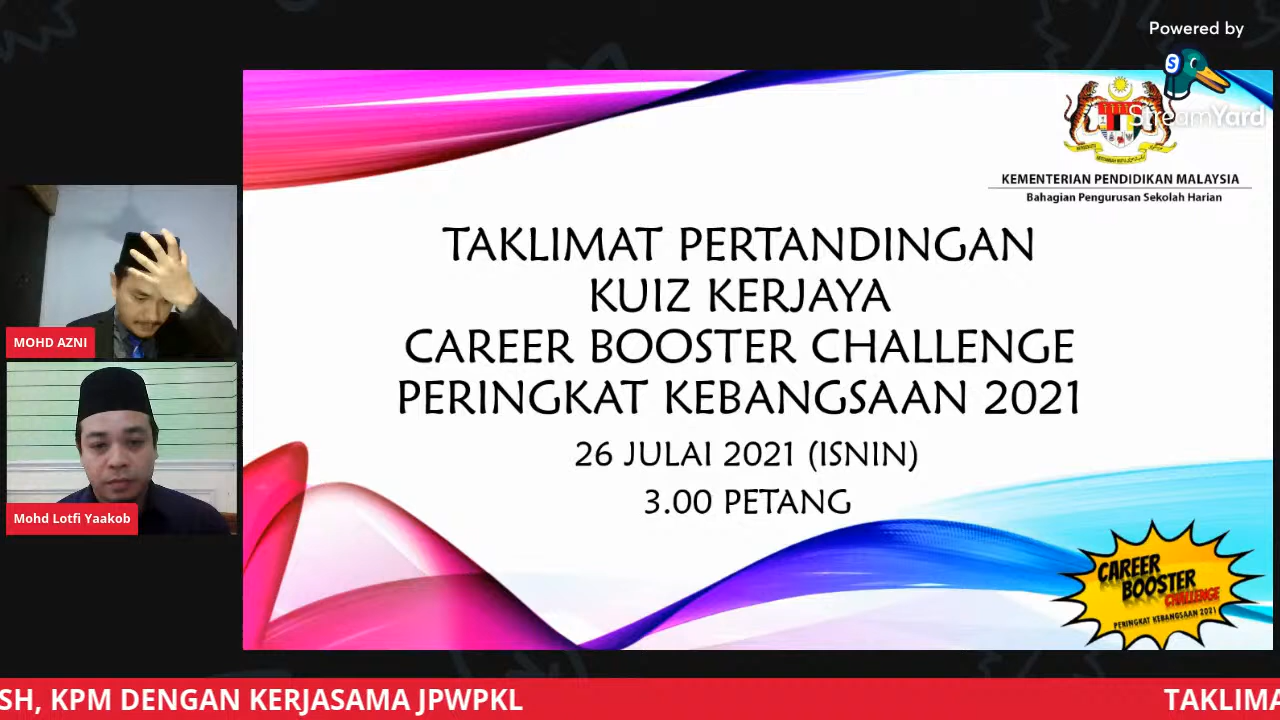 Powered by
StreamYard
KEMENTERIAN PENDIDIKAN MALAYSIA
Bahagian Pengurusan Sekolah Harian
TAKLIMAT PERTANDINGAN
KUIZ KERJAYA
CAREER BOOSTER CHALLENGE
PERINGKAT KEBANGSAAN 2021
26 JULAI 2021 (ISNIN)
3.00 PETANG
MOHD AZNI
Mohd Lotfi Yaakob
CAREER
BOOSTER
CHALLENGE
PERINGKAT KEBANGSAAN 2021
SH, KPM DENGAN KERJASAMA JPWPKL
TAKLIMA